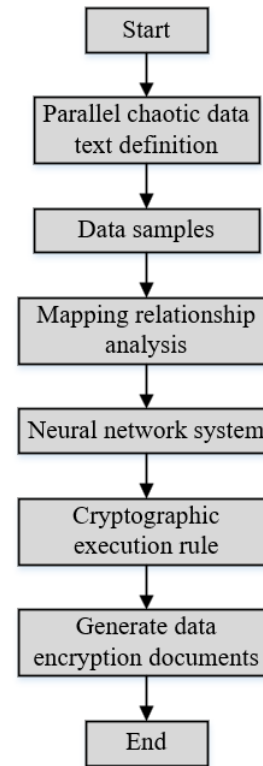 Start
Parallel chaotic data
text definition
Data samples
Mapping relationship
analysis
Neural network system
Cryptographic
execution rule
Generate data
encryption documents
End